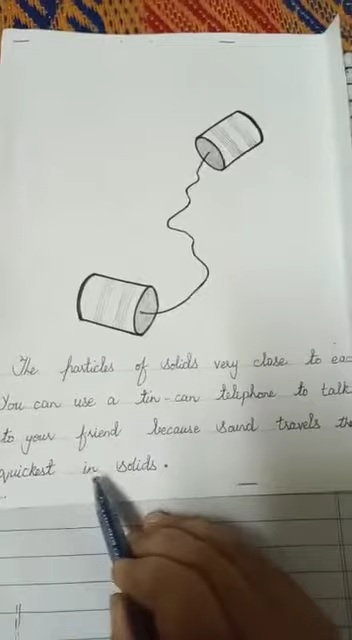 The particles of solids very close to eac
You can use a tin-can telephone to talk
to your friend because sound travels the
quickest in solids.